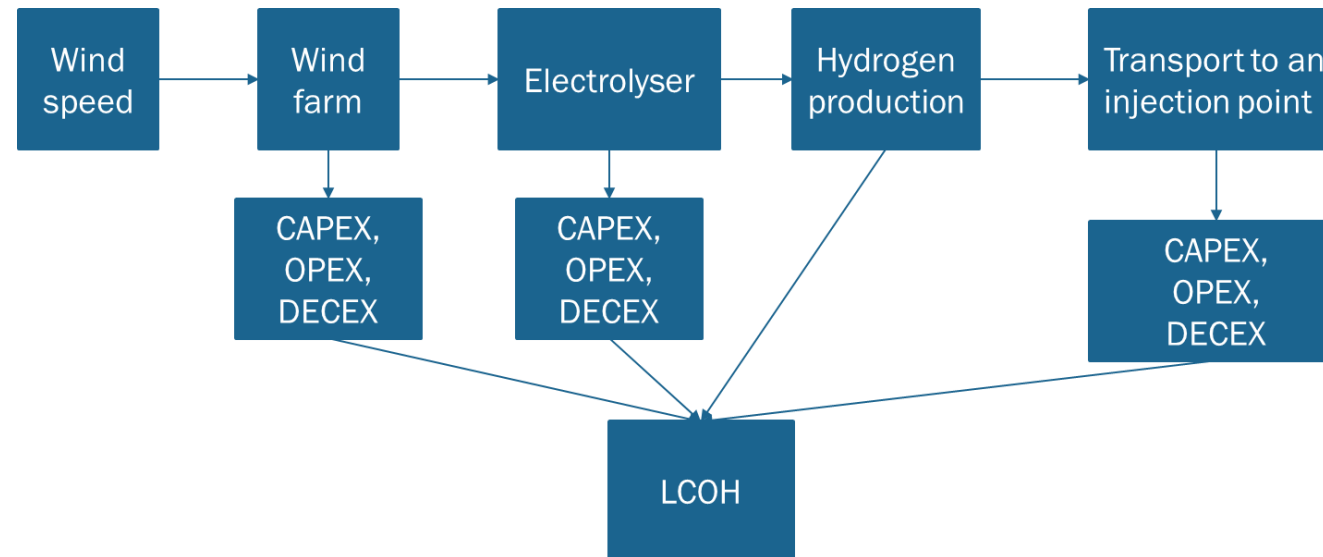 Wind
speed
Wind
farm
Electrolyser
Hydrogen
production
Transport to an
injection point
CAPEX,
OPEX,
DECEX
CAPEX,
OPEX,
DECEX
CAPEX,
OPEX,
DECEX
LCOH